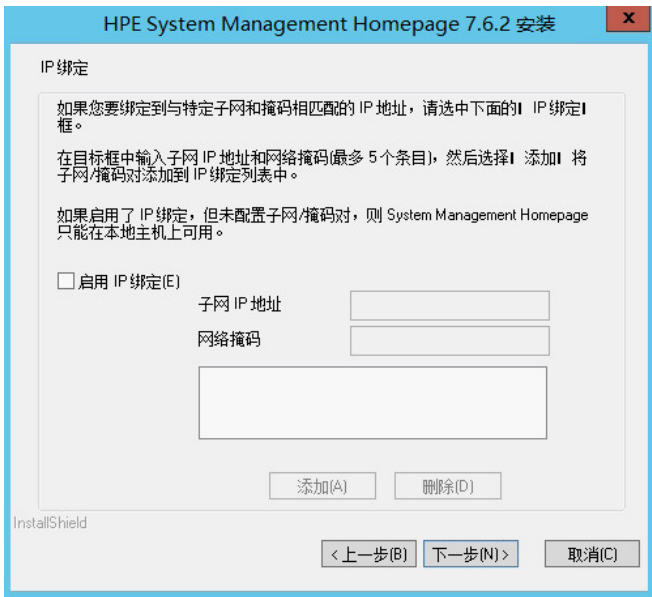 HPE System Management Homepage 7.6.2 安装
x
IP 绑定
如果您要绑定到与特定子网和掩码相匹配的 IP 地址，请选中下面的▌ IP 绑定▌
框。
在目标框中输入子网 IP 地址和网络掩码(最多 5 个条目)，然后选择▌ 添加▌ 将
子网/掩码对添加到 IP 绑定列表中。
如果启用了 IP 绑定，但未配置子网/掩码对，则 System Management Homepage
只能在本地主机上可用。
启用 IP 绑定(E)
子网 IP 地址
网络掩码
添加(A)
删除(D)
InstallShield
<上一步(B)
下一步(N)>
取消(C)